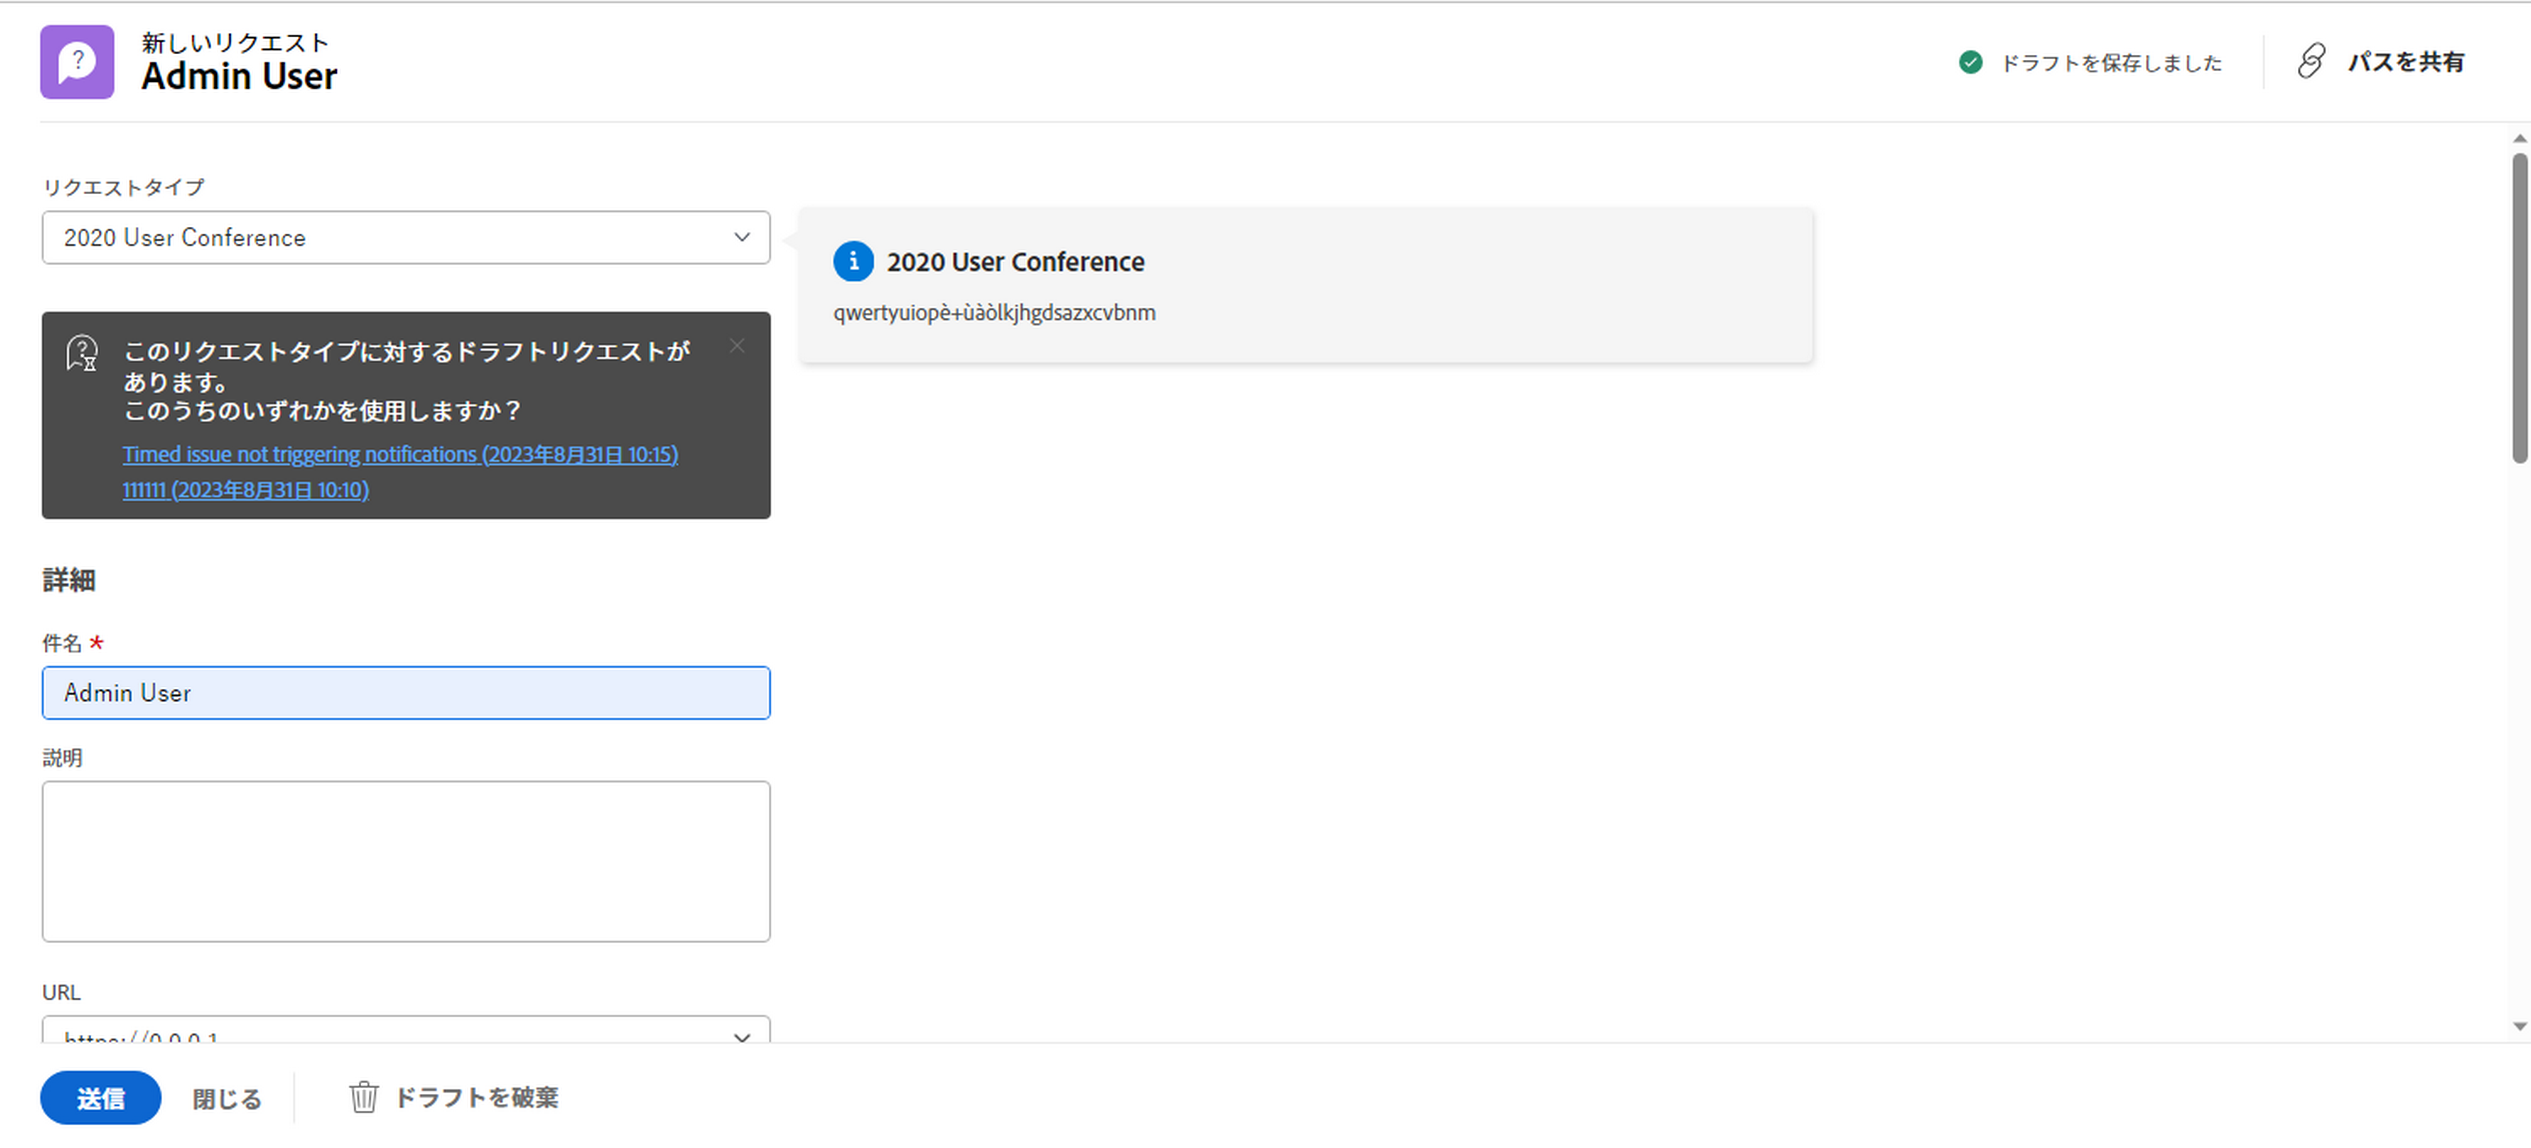 新しいリクエスト
Admin User
ドラフトを保存しました
パスを共有
リクエストタイプ
2020 User Conference
2020 User Conference
qwertyuiopè+ùàòlkjhgdsazxcvbnm
このリクエストタイプに対するドラフトリクエストが
あります。
このうちのいずれかを使用しますか？
Timed issue not triggering notifications (2023年8月31日 10:15)
111111 (2023年8月31日 10:10)
詳細
件名 *
Admin User
説明
URL
https://0.0.0.1
送信
閉じる
ドラフトを破棄